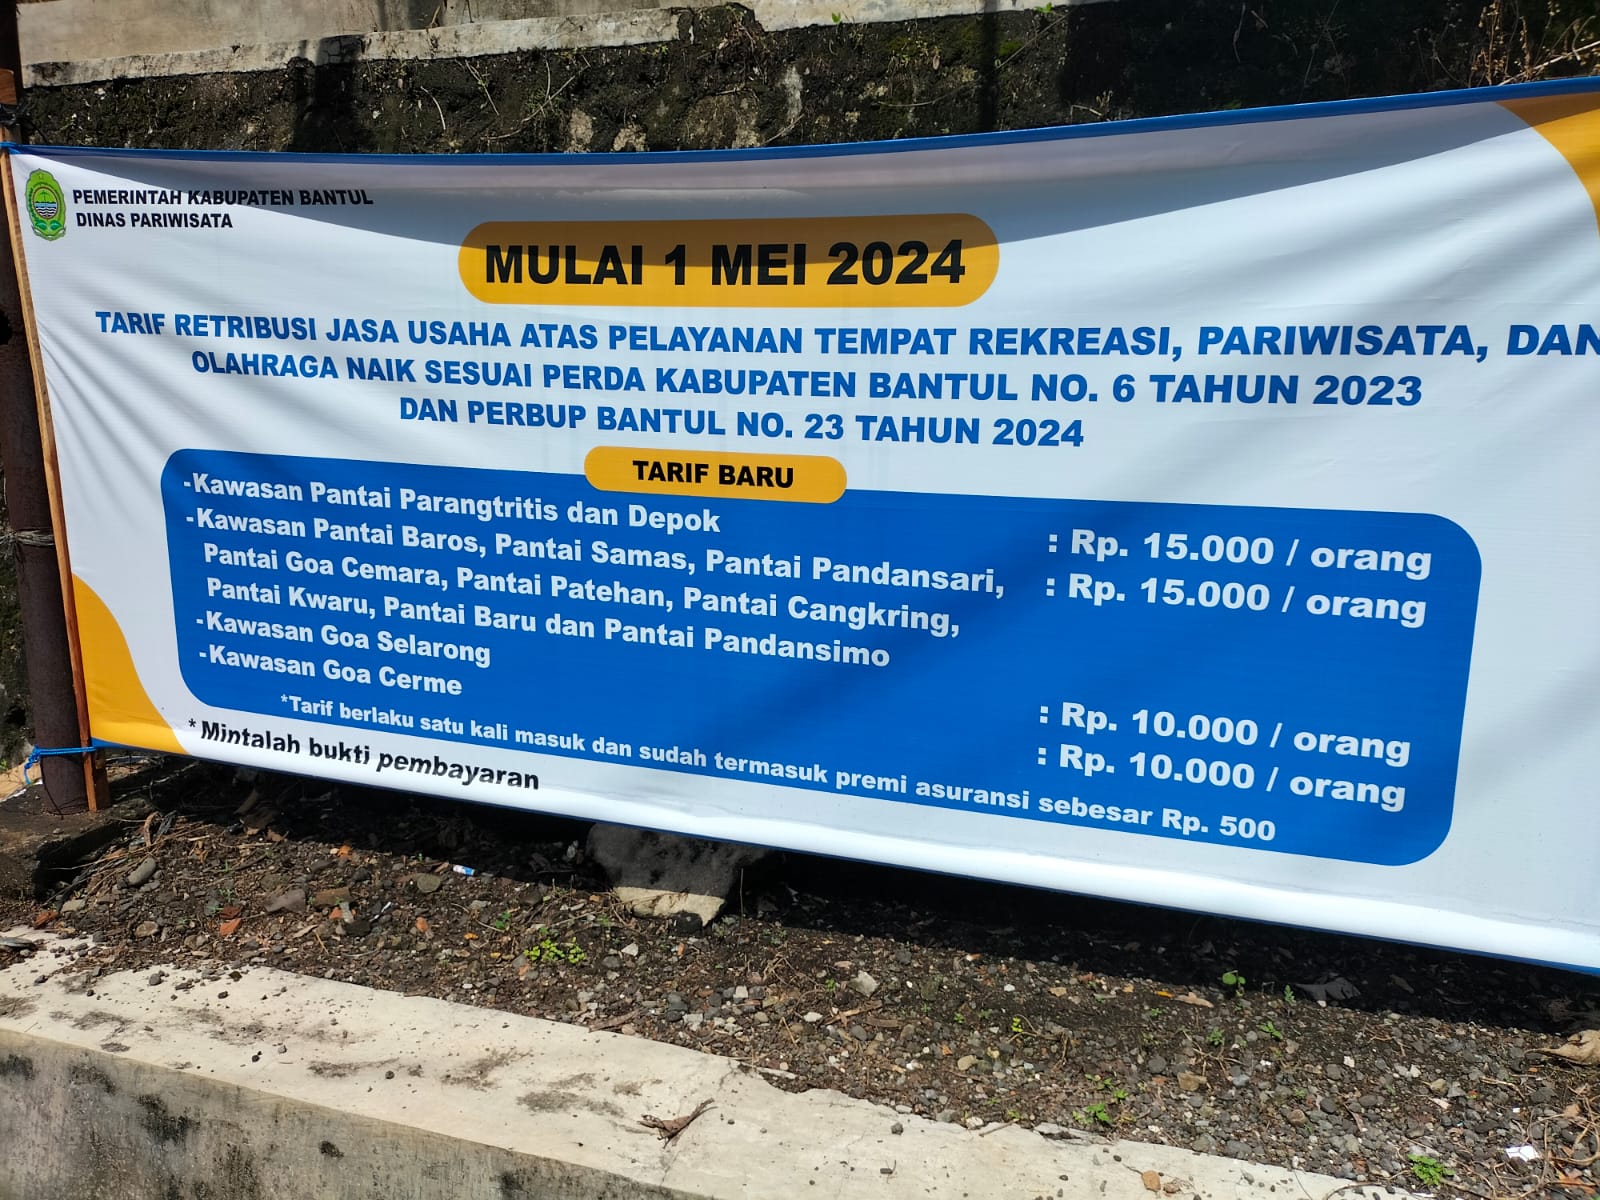 PEMERINTAH KABUPATEN BANTUL
DINAS PARIWISATA
MULAI 1 MEI 2024
TARIF RETRIBUSI JASA USAHA ATAS PELAYANAN TEMPAT REKREASI, PARIWISATA, DAN
OLAHRAGA NAIK SESUAI PERDA KABUPATEN BANTUL NO. 6 TAHUN 2023
DAN PERBUP BANTUL NO. 23 TAHUN 2024
TARIF BARU
-Kawasan Pantai Parangtritis dan Depok : Rp. 15.000 / orang
-Kawasan Pantai Baros, Pantai Samas, Pantai Pandansari, : Rp. 15.000 / orang
Pantai Goa Cemara, Pantai Patehan, Pantai Cangkring,
Pantai Kwaru, Pantai Baru dan Pantai Pandansimo
-Kawasan Goa Selarong : Rp. 10.000 / orang
-Kawasan Goa Cerme : Rp. 10.000 / orang
*Tarif berlaku satu kali masuk dan sudah termasuk premi asuransi sebesar Rp. 500
* Mintalah bukti pembayaran